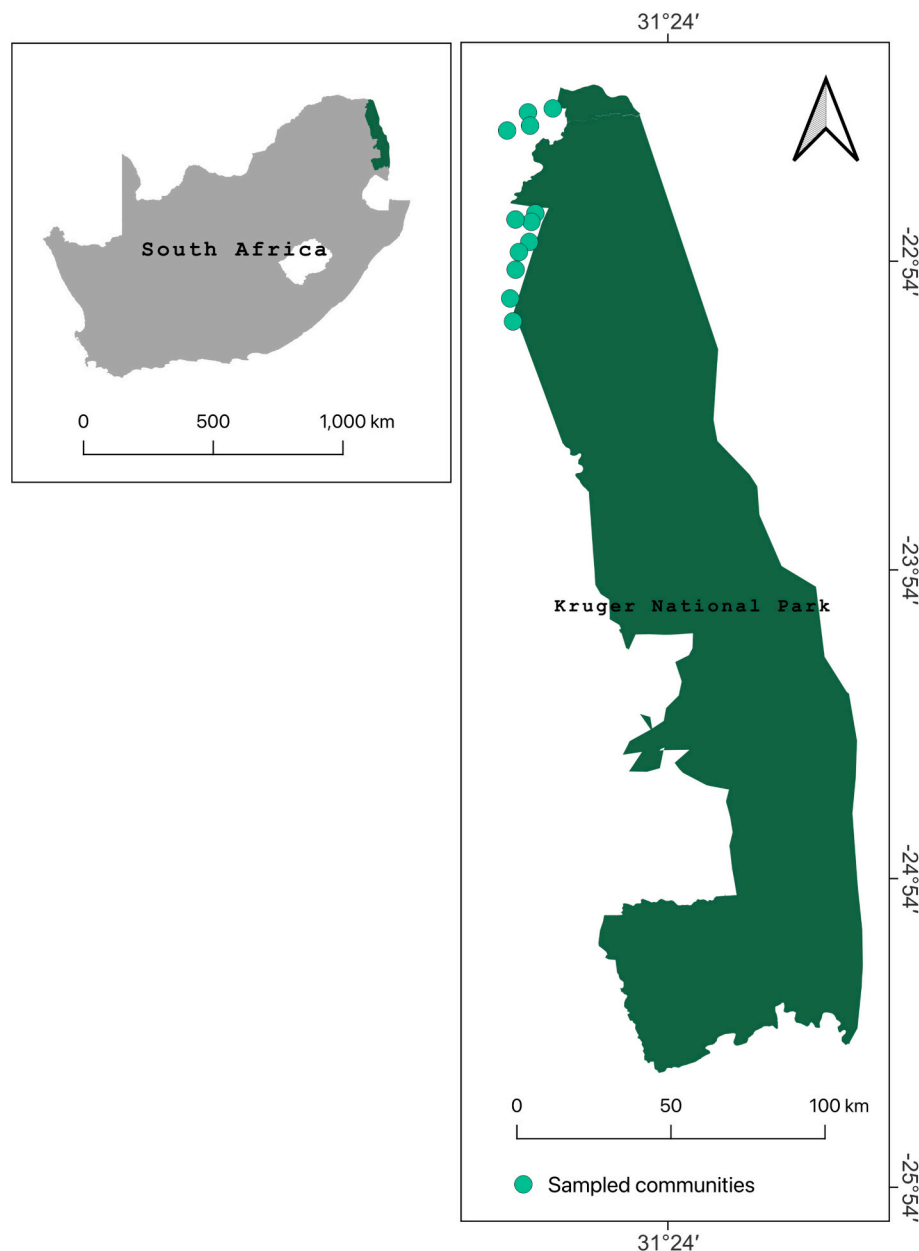 31°24′
South Africa
0 500 1,000 km
-22°54′
-23°54′
Kruger National Park
-24°54′
0 50 100 km
Sampled communities
-25°54′
31°24′